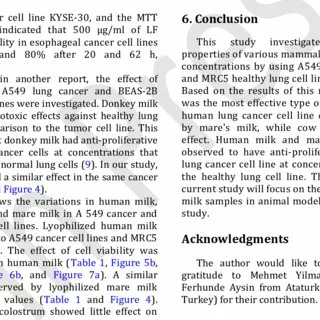 r cell line KYSE-30, and the MTT
indicated that 500 μg/ml of LF
lity in esophageal cancer cell lines
and 80% after 20 and 62 h,
in another report, the effect of
A549 lung cancer and BEAS-2B
nes were investigated. Donkey milk
otoxic effects against healthy lung
arison to the tumor cell line. This
t donkey milk had anti-proliferative
ancer cells at concentrations that
normal lung cells (9). In our study,
l a similar effect in the same cancer
Figure 4).
ws the variations in human milk,
nd mare milk in A 549 cancer and
ell lines. Lyophilized human milk
to A549 cancer cell lines and MRC5
. The effect of cell viability was
n human milk (Table 1, Figure 5b,
e 6b, and Figure 7a). A similar
erved by lyophilized mare milk
values (Table 1 and Figure 4).
colostrum showed little effect on
6. Conclusion
This study investigate
properties of various mammal
concentrations by using A549
and MRC5 healthy lung cell lin
Based on the results of this
was the most effective type o
human lung cancer cell line
by mare's milk, while cow
effect. Human milk and ma
observed to have anti-prolife
lung cancer cell line at concen
the healthy lung cell line. Th
current study will focus on the
milk samples in animal model
study.
Acknowledgments
The author would like to
gratitude to Mehmet Yilma
Ferhunde Aysin from Ataturk
Turkey) for their contribution.